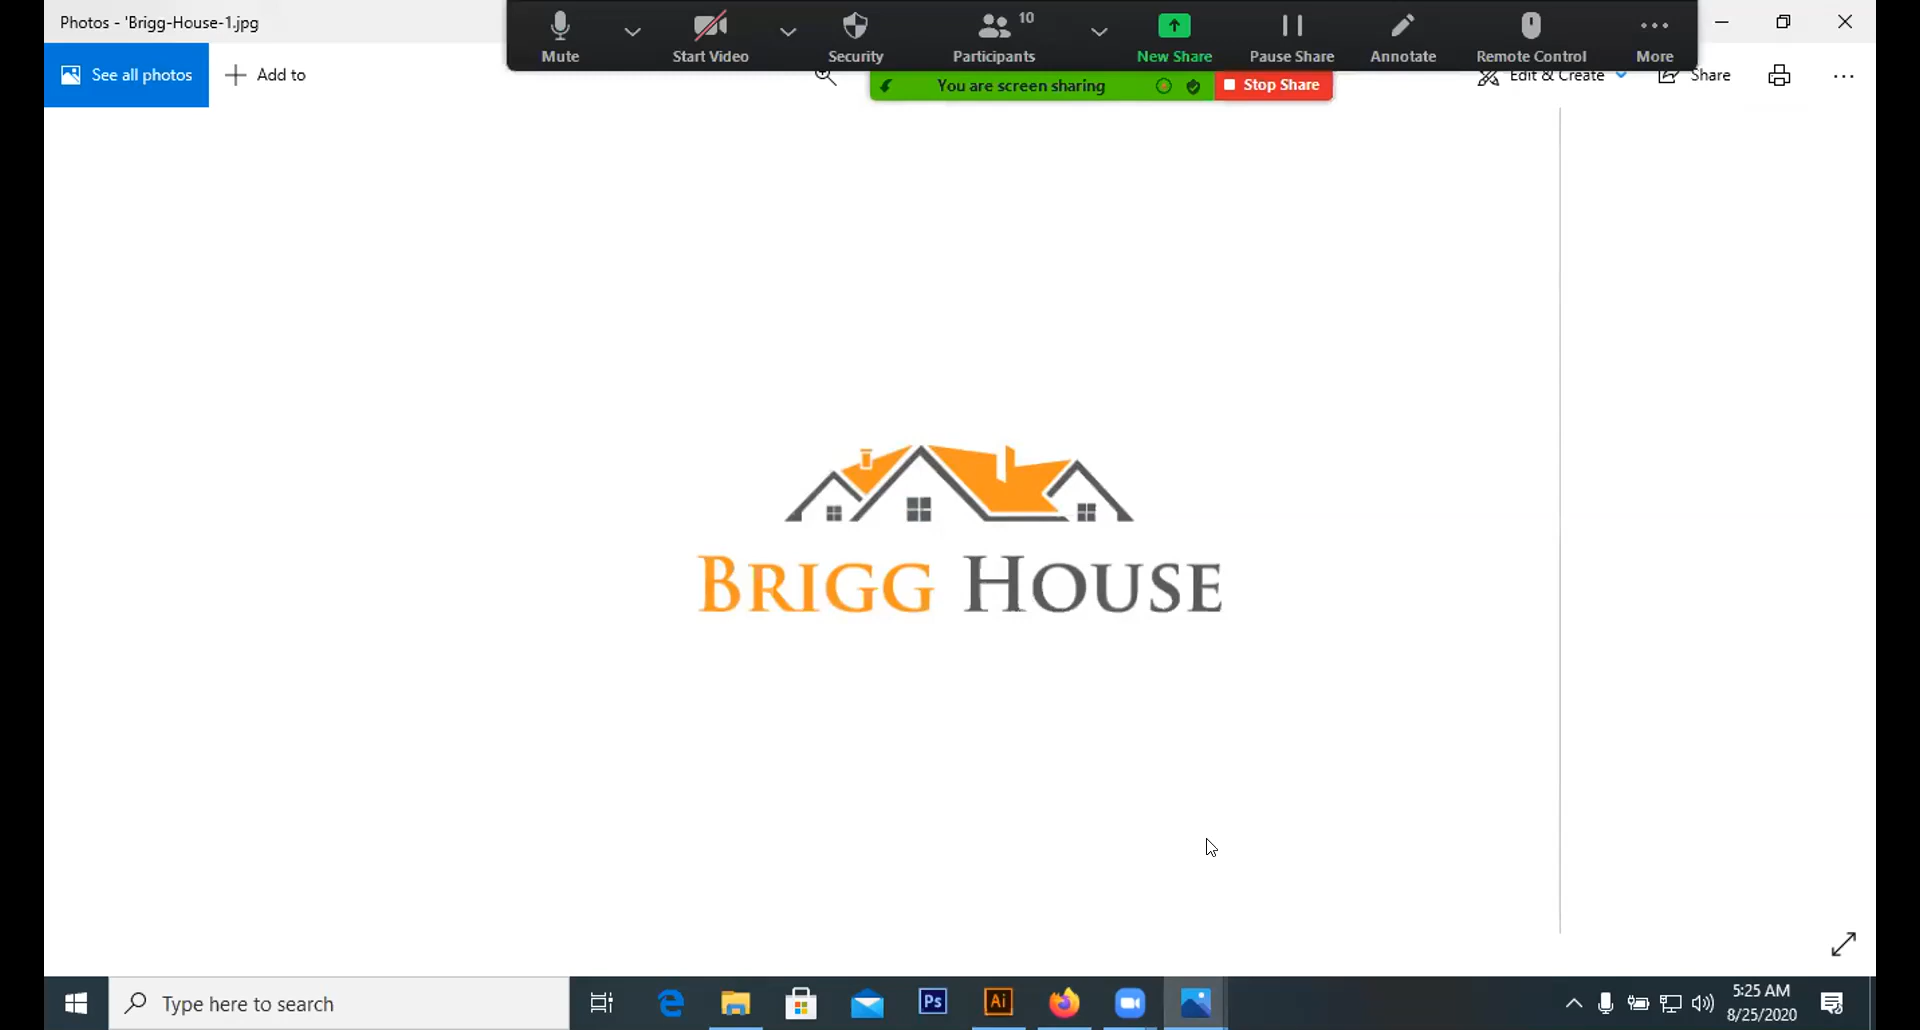 Photos - 'Brigg-House-1.jpg
10
Mute
Start Video
Security
Participants
New Share
Pause Share
Annotate
Remote Control
More
See all photos
Add to
You are screen sharing
Stop Share
Edit & Create
Share
BRIGG HOUSE
Type here to search
Ps
Ai
5:25 AM
8/25/2020